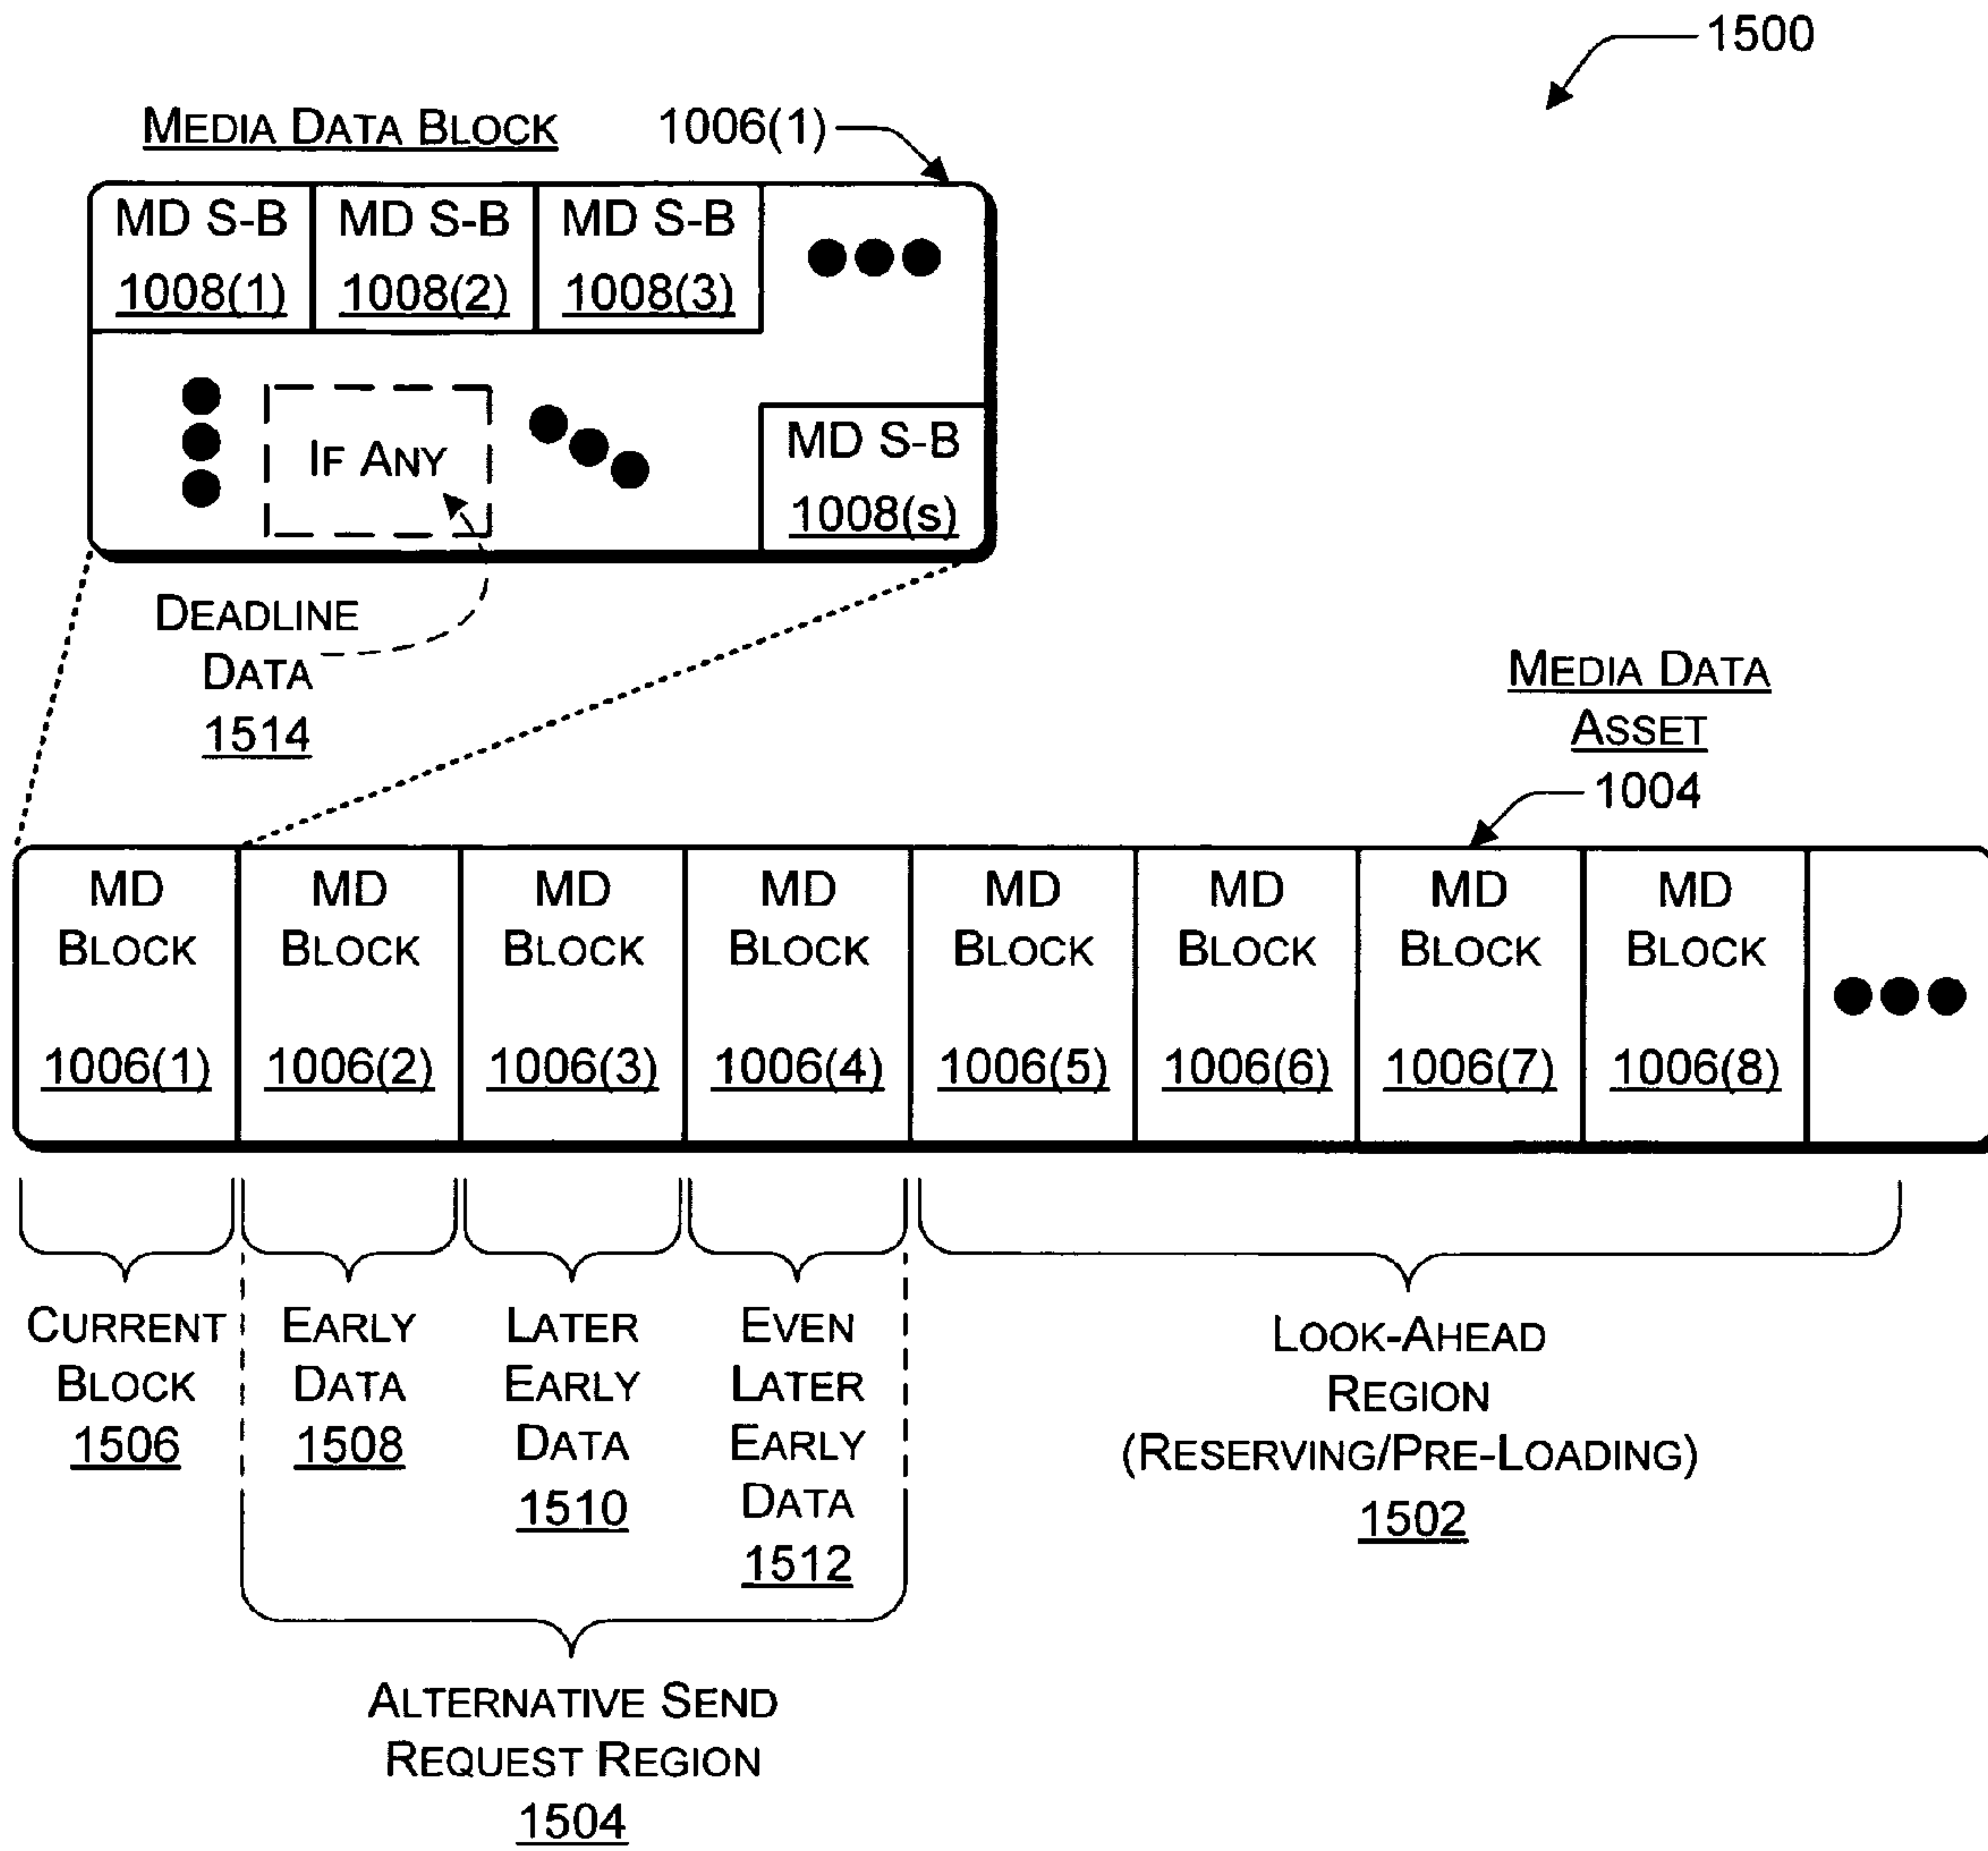 1500
MEDIA DATA BLOCK
1006(1)
MD S-B
1008(1)
MD S-B
1008(2)
MD S-B
1008(3)
IF ANY
MD S-B
1008(s)
DEADLINE
DATA
1514
MEDIA DATA
ASSET
1004
MD
BLOCK
1006(1)
MD
BLOCK
1006(2)
MD
BLOCK
1006(3)
MD
BLOCK
1006(4)
MD
BLOCK
1006(5)
MD
BLOCK
1006(6)
MD
BLOCK
1006(7)
MD
BLOCK
1006(8)
CURRENT
BLOCK
1506
EARLY
DATA
1508
LATER
EARLY
DATA
1510
EVEN
LATER
EARLY
DATA
1512
LOOK-AHEAD
REGION
(RESERVING/PRE-LOADING)
1502
ALTERNATIVE SEND
REQUEST REGION
1504